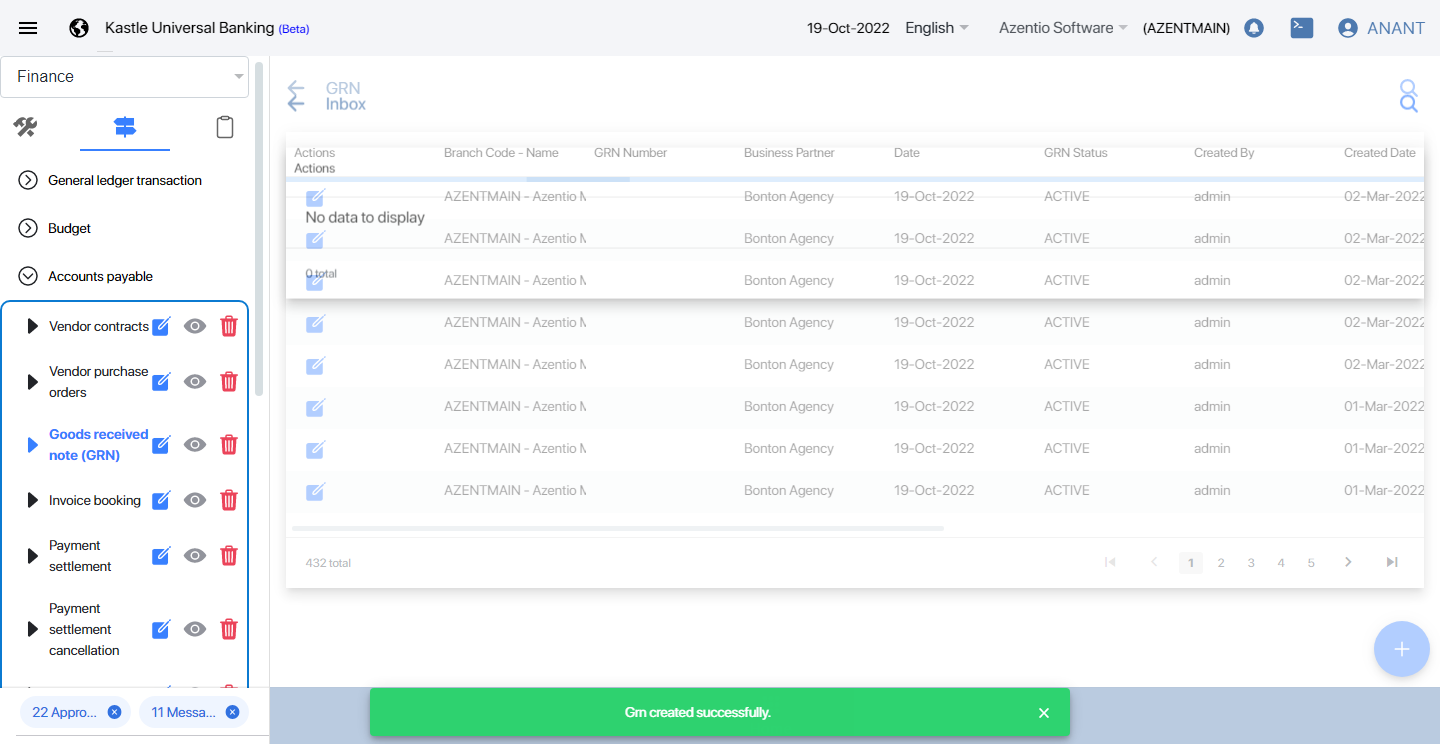 Kastle Universal Banking (Beta)
19-Oct-2022 English Azentio Software (AZENTMAIN) ANANT
Finance
General ledger transaction
Budget
Accounts payable
Vendor contracts
Vendor purchase
orders
Goods received
note (GRN)
Invoice booking
Payment
settlement
Payment
settlement
cancellation
22 Appro...
11 Messa...
GRN
Inbox
Actions Branch Code - Name GRN Number Business Partner Date GRN Status Created By Created Date
Actions
AZENTMAIN - Azentio M Bonton Agency 19-Oct-2022 ACTIVE admin 02-Mar-2022
No data to display
AZENTMAIN - Azentio M Bonton Agency 19-Oct-2022 ACTIVE admin 02-Mar-2022
0 total
AZENTMAIN - Azentio M Bonton Agency 19-Oct-2022 ACTIVE admin 02-Mar-2022
AZENTMAIN - Azentio M Bonton Agency 19-Oct-2022 ACTIVE admin 02-Mar-2022
AZENTMAIN - Azentio M Bonton Agency 19-Oct-2022 ACTIVE admin 02-Mar-2022
AZENTMAIN - Azentio M Bonton Agency 19-Oct-2022 ACTIVE admin 01-Mar-2022
AZENTMAIN - Azentio M Bonton Agency 19-Oct-2022 ACTIVE admin 01-Mar-2022
AZENTMAIN - Azentio M Bonton Agency 19-Oct-2022 ACTIVE admin 01-Mar-2022
432 total 1 2 3 4 5
Grn created successfully.